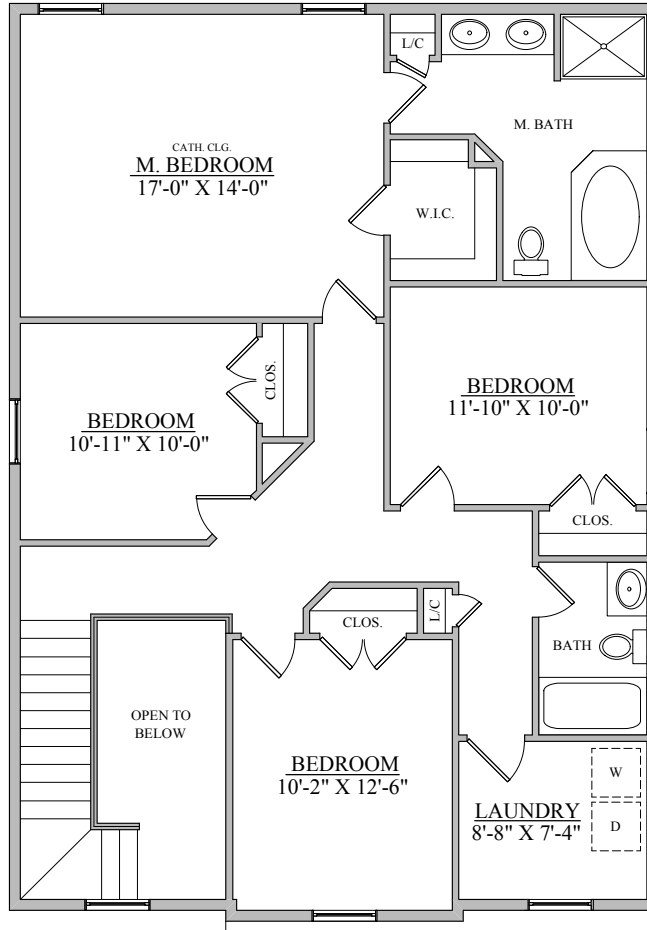 L/C
M. BATH
CATH. CLG.
M. BEDROOM
17'-0" X 14'-0"
W.I.C.
CLOS.
BEDROOM
11'-10" X 10'-0"
BEDROOM
10'-11" X 10'-0"
CLOS.
L/C
CLOS.
BATH
OPEN TO
BELOW
BEDROOM
10'-2" X 12'-6"
W
LAUNDRY
8'-8" X 7'-4"
D